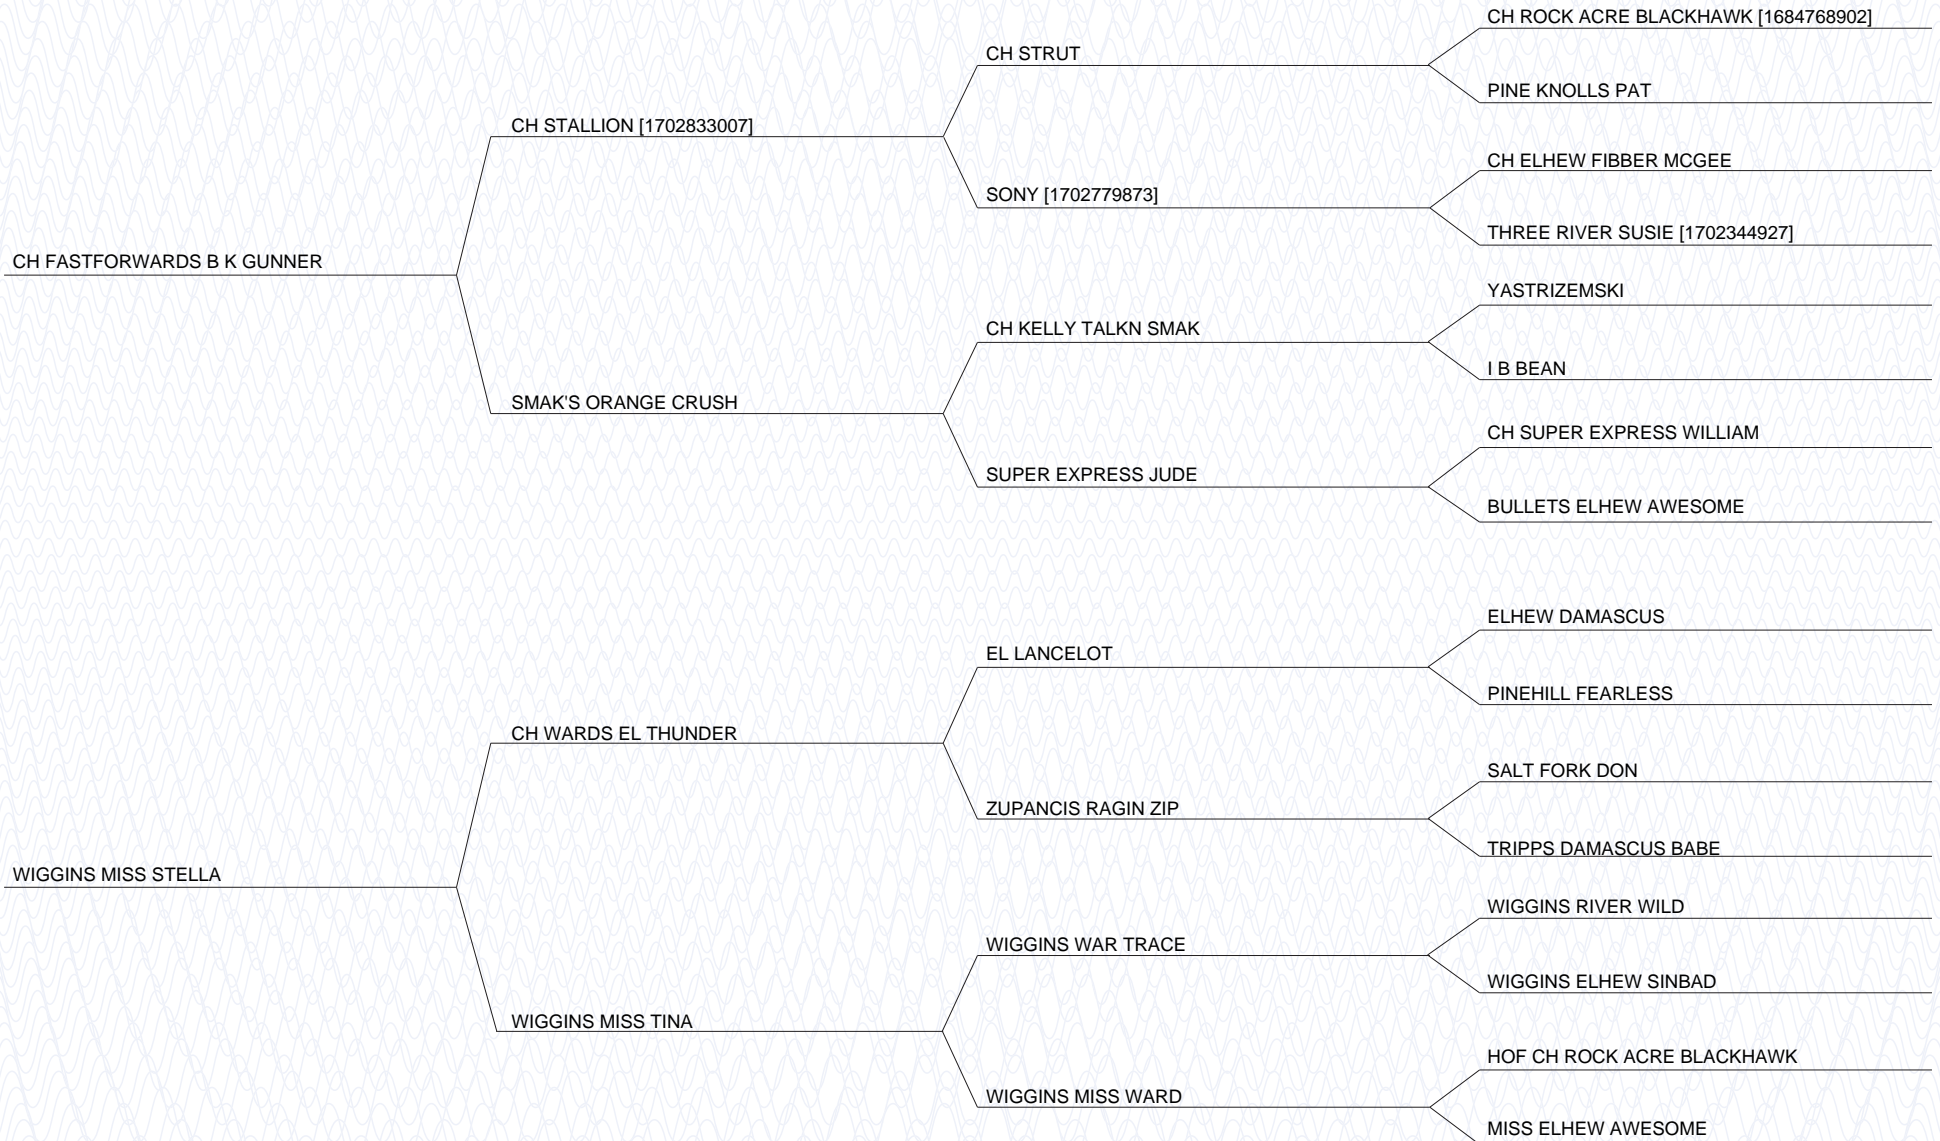 CH ROCK ACRE BLACKHAWK [1684768902]
CH STRUT
PINE KNOLLS PAT
CH STALLION [1702833007]
CH ELHEW FIBBER MCGEE
SONY [1702779873]
THREE RIVER SUSIE [1702344927]
CH FASTFORWARDS B K GUNNER
YASTRIZEMSKI
CH KELLY TALKN SMAK
I B BEAN
SMAK'S ORANGE CRUSH
CH SUPER EXPRESS WILLIAM
SUPER EXPRESS JUDE
BULLETS ELHEW AWESOME
ELHEW DAMASCUS
EL LANCELOT
PINEHILL FEARLESS
CH WARDS EL THUNDER
SALT FORK DON
ZUPANCIS RAGIN ZIP
TRIPPS DAMASCUS BABE
WIGGINS MISS STELLA
WIGGINS RIVER WILD
WIGGINS WAR TRACE
WIGGINS ELHEW SINBAD
WIGGINS MISS TINA
HOF CH ROCK ACRE BLACKHAWK
WIGGINS MISS WARD
MISS ELHEW AWESOME